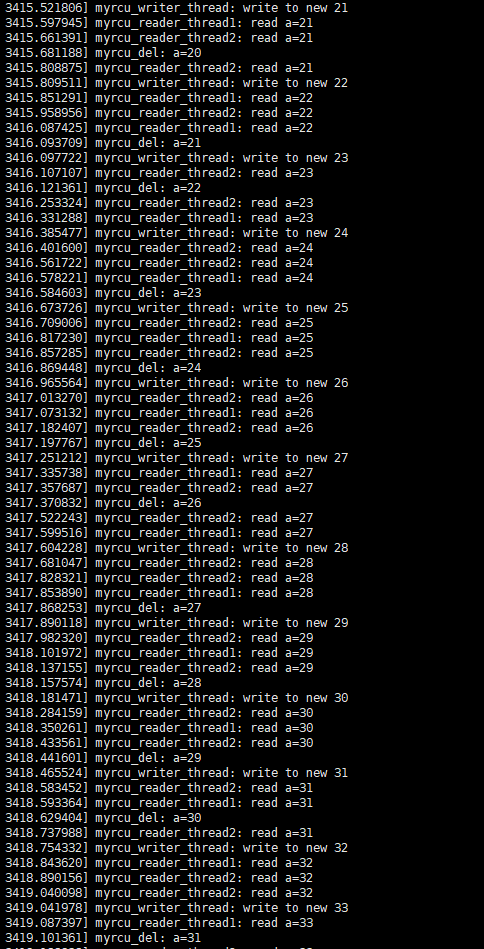 3415.521806] myrcu_writer_thread: write to new 21
3415.597945] myrcu_reader_thread1: read a=21
3415.661391] myrcu_reader_thread2: read a=21
3415.681188] myrcu_del: a=20
3415.808875] myrcu_reader_thread2: read a=21
3415.809511] myrcu_writer_thread: write to new 22
3415.851291] myrcu_reader_thread1: read a=22
3415.958956] myrcu_reader_thread2: read a=22
3416.087425] myrcu_reader_thread1: read a=22
3416.093709] myrcu_del: a=21
3416.097722] myrcu_writer_thread: write to new 23
3416.107107] myrcu_reader_thread2: read a=23
3416.121361] myrcu_del: a=22
3416.253324] myrcu_reader_thread2: read a=23
3416.331288] myrcu_reader_thread1: read a=23
3416.385477] myrcu_writer_thread: write to new 24
3416.401600] myrcu_reader_thread2: read a=24
3416.561722] myrcu_reader_thread2: read a=24
3416.578221] myrcu_reader_thread1: read a=24
3416.584603] myrcu_del: a=23
3416.673726] myrcu_writer_thread: write to new 25
3416.709006] myrcu_reader_thread2: read a=25
3416.817230] myrcu_reader_thread1: read a=25
3416.857285] myrcu_reader_thread2: read a=25
3416.869448] myrcu_del: a=24
3416.965564] myrcu_writer_thread: write to new 26
3417.013270] myrcu_reader_thread2: read a=26
3417.073132] myrcu_reader_thread1: read a=26
3417.182407] myrcu_reader_thread2: read a=26
3417.197767] myrcu_del: a=25
3417.251212] myrcu_writer_thread: write to new 27
3417.335738] myrcu_reader_thread1: read a=27
3417.357687] myrcu_reader_thread2: read a=27
3417.370832] myrcu_del: a=26
3417.522243] myrcu_reader_thread2: read a=27
3417.599516] myrcu_reader_thread1: read a=27
3417.604228] myrcu_writer_thread: write to new 28
3417.681047] myrcu_reader_thread2: read a=28
3417.828321] myrcu_reader_thread2: read a=28
3417.853890] myrcu_reader_thread1: read a=28
3417.868253] myrcu_del: a=27
3417.890118] myrcu_writer_thread: write to new 29
3417.982320] myrcu_reader_thread2: read a=29
3418.101972] myrcu_reader_thread1: read a=29
3418.137155] myrcu_reader_thread2: read a=29
3418.157574] myrcu_del: a=28
3418.181471] myrcu_writer_thread: write to new 30
3418.284159] myrcu_reader_thread2: read a=30
3418.350261] myrcu_reader_thread1: read a=30
3418.433561] myrcu_reader_thread2: read a=30
3418.441601] myrcu_del: a=29
3418.465524] myrcu_writer_thread: write to new 31
3418.583452] myrcu_reader_thread2: read a=31
3418.593364] myrcu_reader_thread1: read a=31
3418.629404] myrcu_del: a=30
3418.737988] myrcu_reader_thread2: read a=31
3418.754332] myrcu_writer_thread: write to new 32
3418.843620] myrcu_reader_thread1: read a=32
3418.890156] myrcu_reader_thread2: read a=32
3419.040098] myrcu_reader_thread2: read a=32
3419.041978] myrcu_writer_thread: write to new 33
3419.087397] myrcu_reader_thread1: read a=33
3419.101361] myrcu_del: a=31